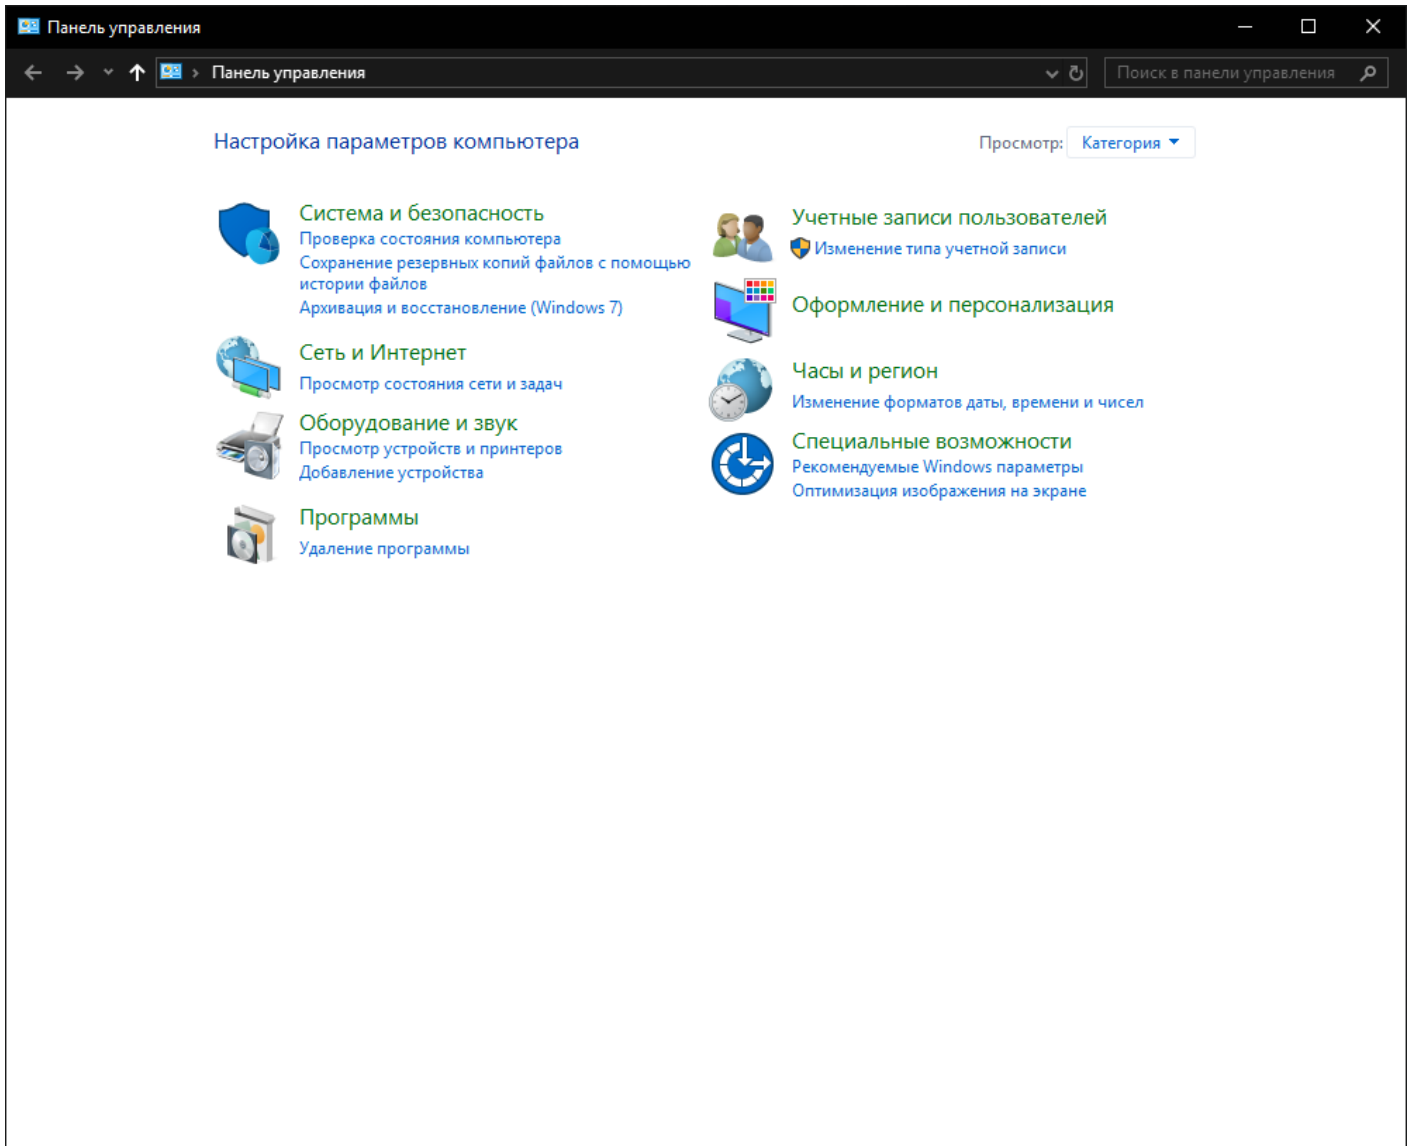 Панель управления
Панель управления
Поиск в панели управления
Настройка параметров компьютера
Просмотр: Категория
Система и безопасность
Проверка состояния компьютера
Сохранение резервных копий файлов с помощью
истории файлов
Архивация и восстановление (Windows 7)
Сеть и Интернет
Просмотр состояния сети и задач
Оборудование и звук
Просмотр устройств и принтеров
Добавление устройства
Программы
Удаление программы
Учетные записи пользователей
Изменение типа учетной записи
Оформление и персонализация
Часы и регион
Изменение форматов даты, времени и чисел
Специальные возможности
Рекомендуемые Windows параметры
Оптимизация изображения на экране